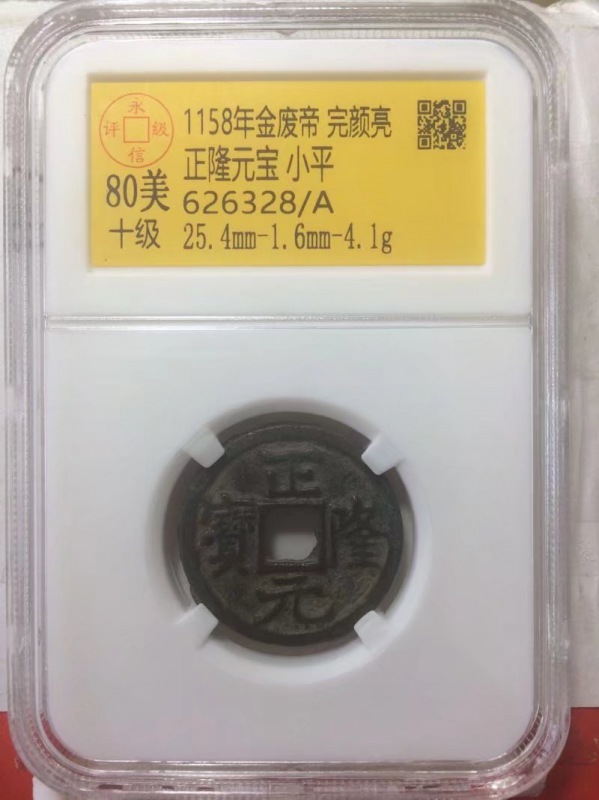 永信评级
1158年金废帝 完颜亮
正隆元宝 小平
80美 626328/A
十级 25.4mm-1.6mm-4.1g
正隆元寶